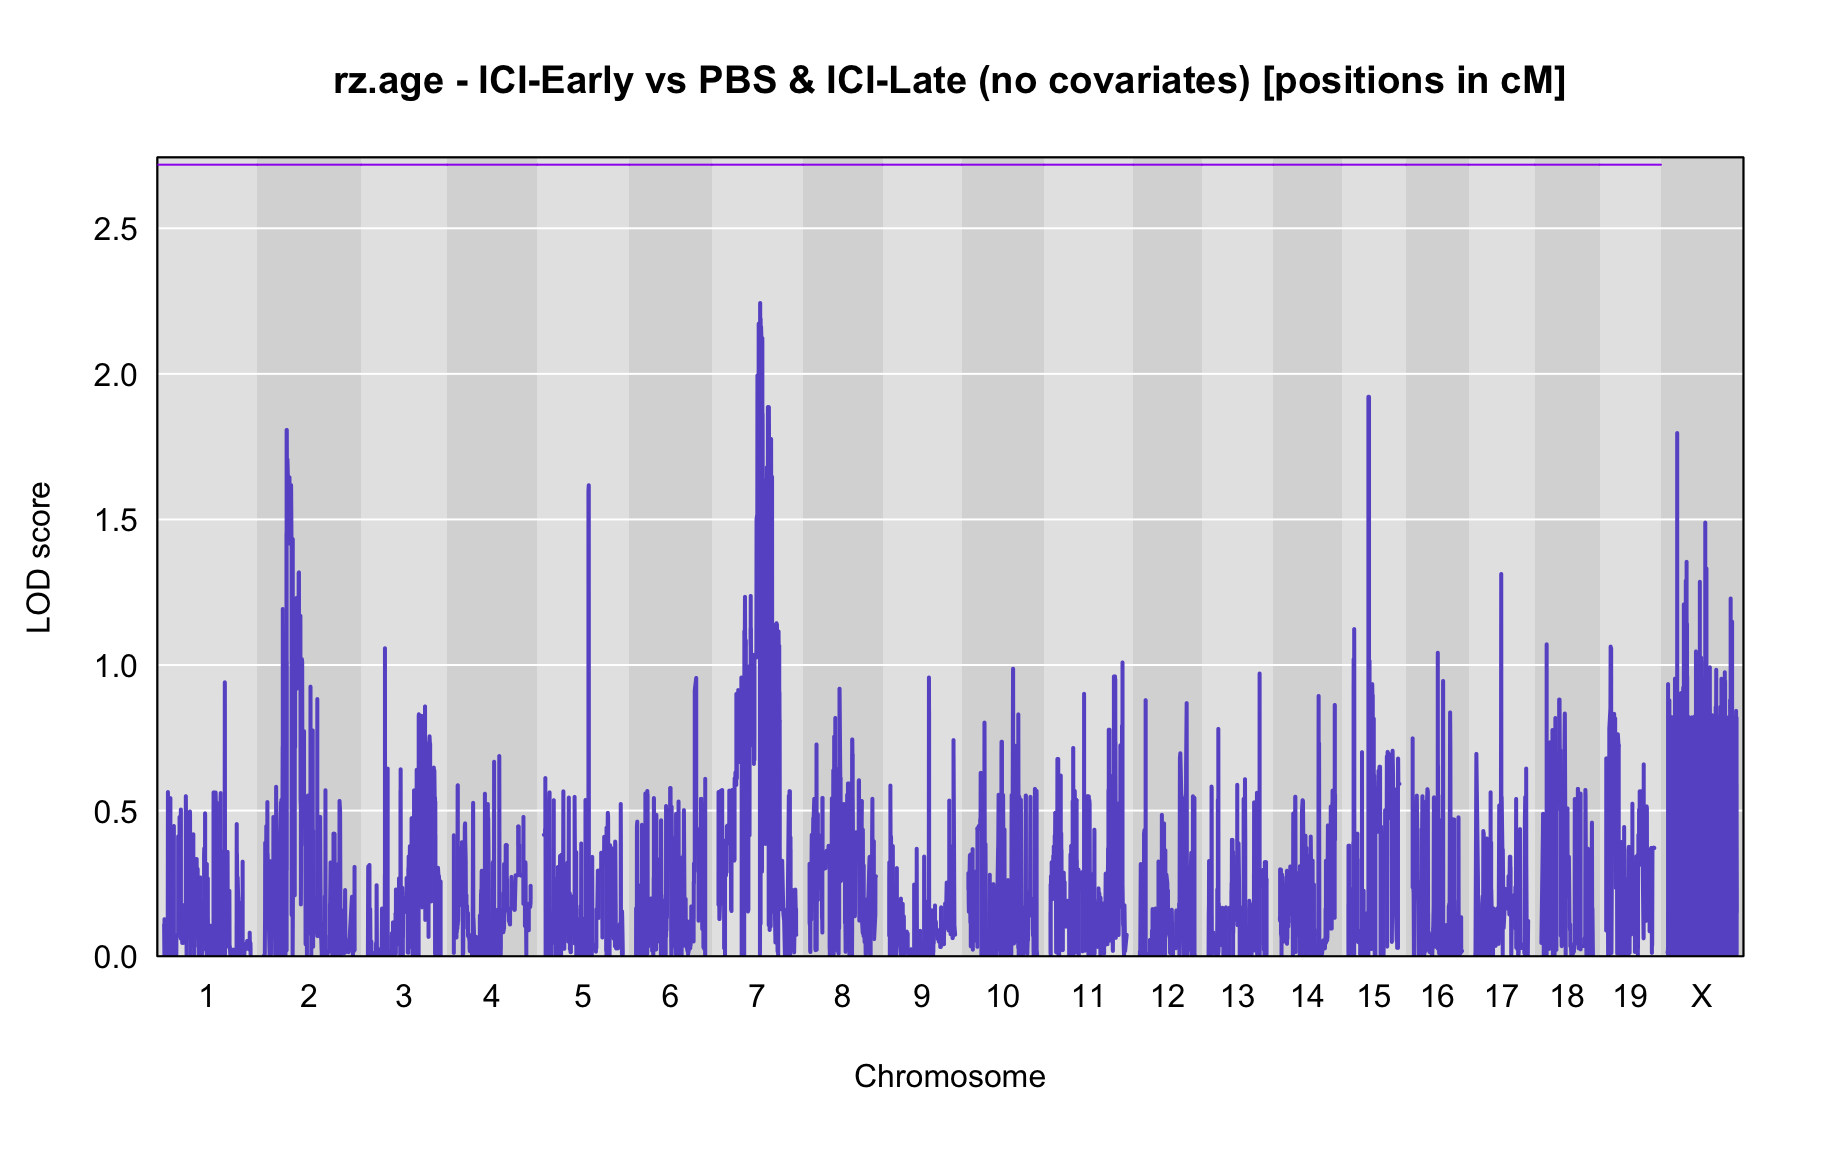 rz.age - ICI-Early vs PBS & ICI-Late (no covariates) [positions in cM]
2.5
2.0
1.5
1.0
0.5
0.0
LOD score
1 2 3 4 5 6 7 8 9 10 11 12 13 14 15 16 17 18 19 X
Chromosome